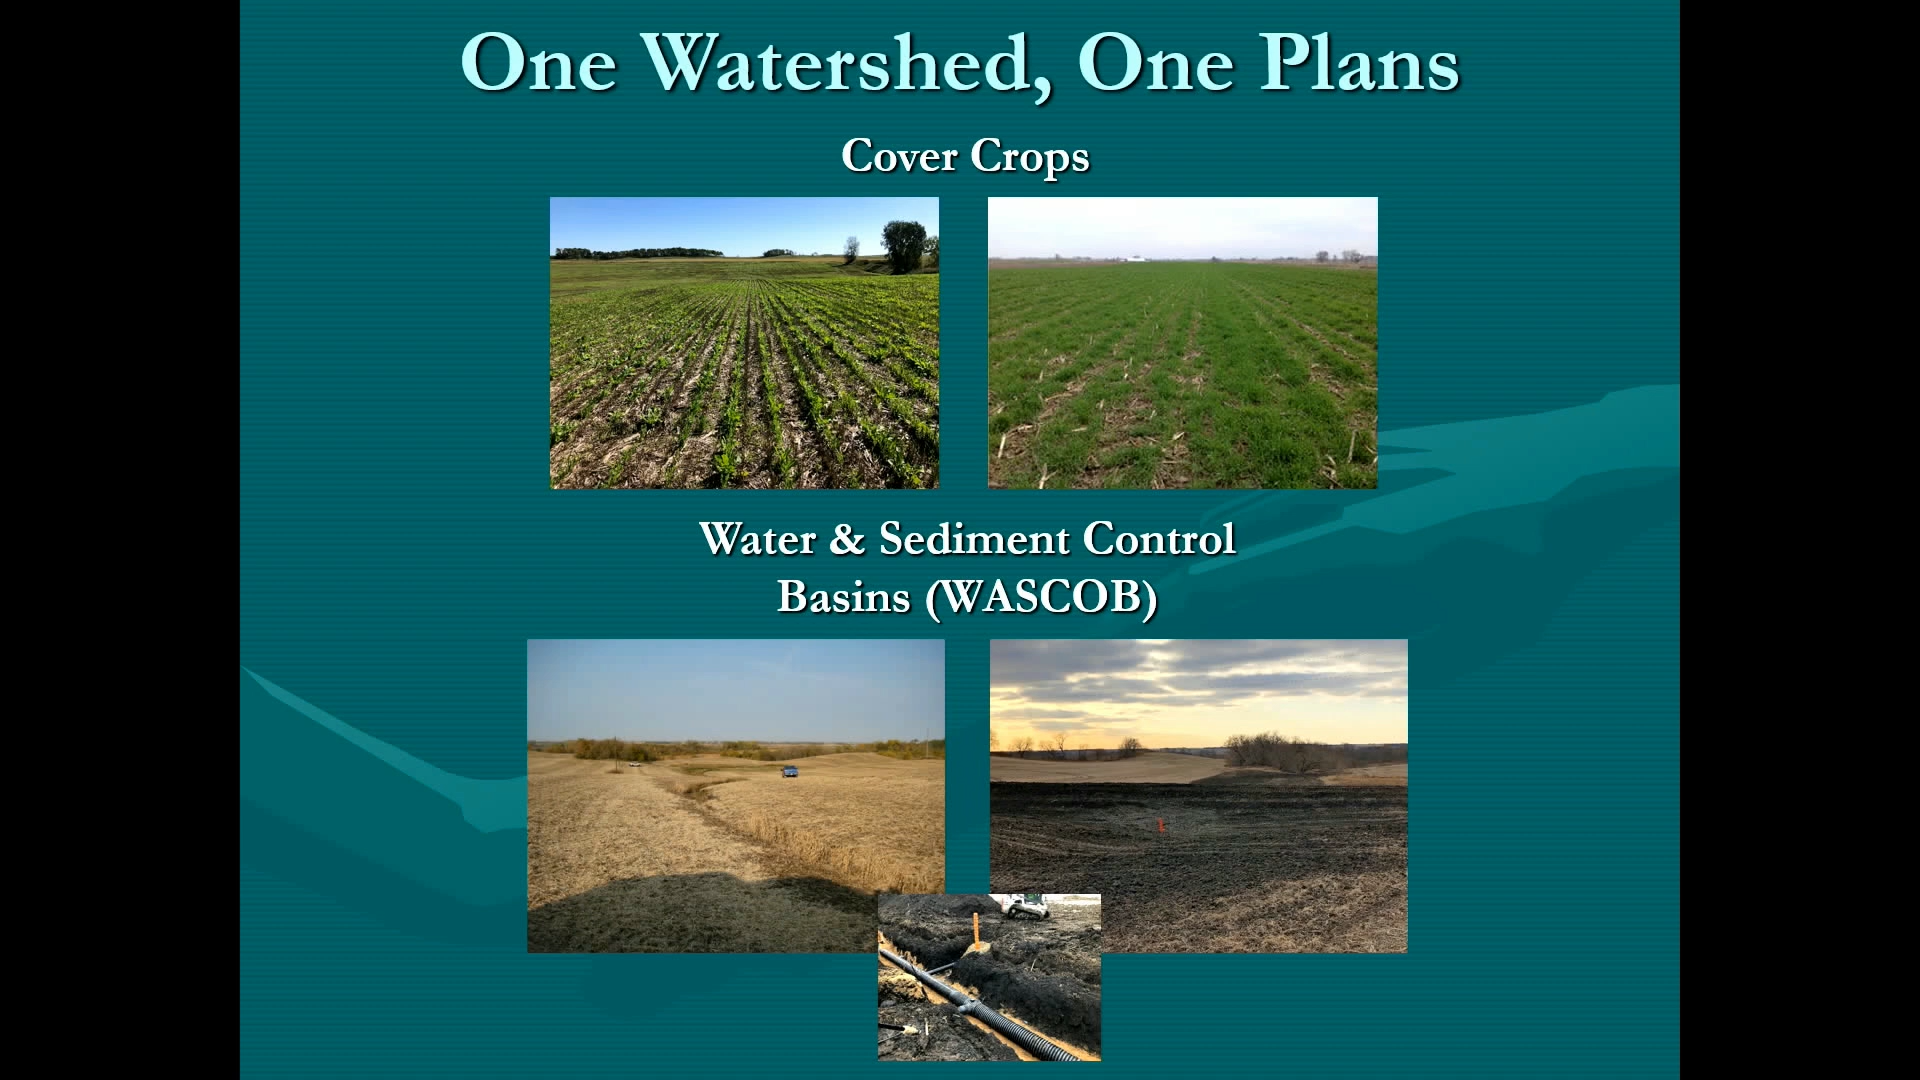 One Watershed, One Plans
Cover Crops
Water & Sediment Control
Basins (WASCOB)